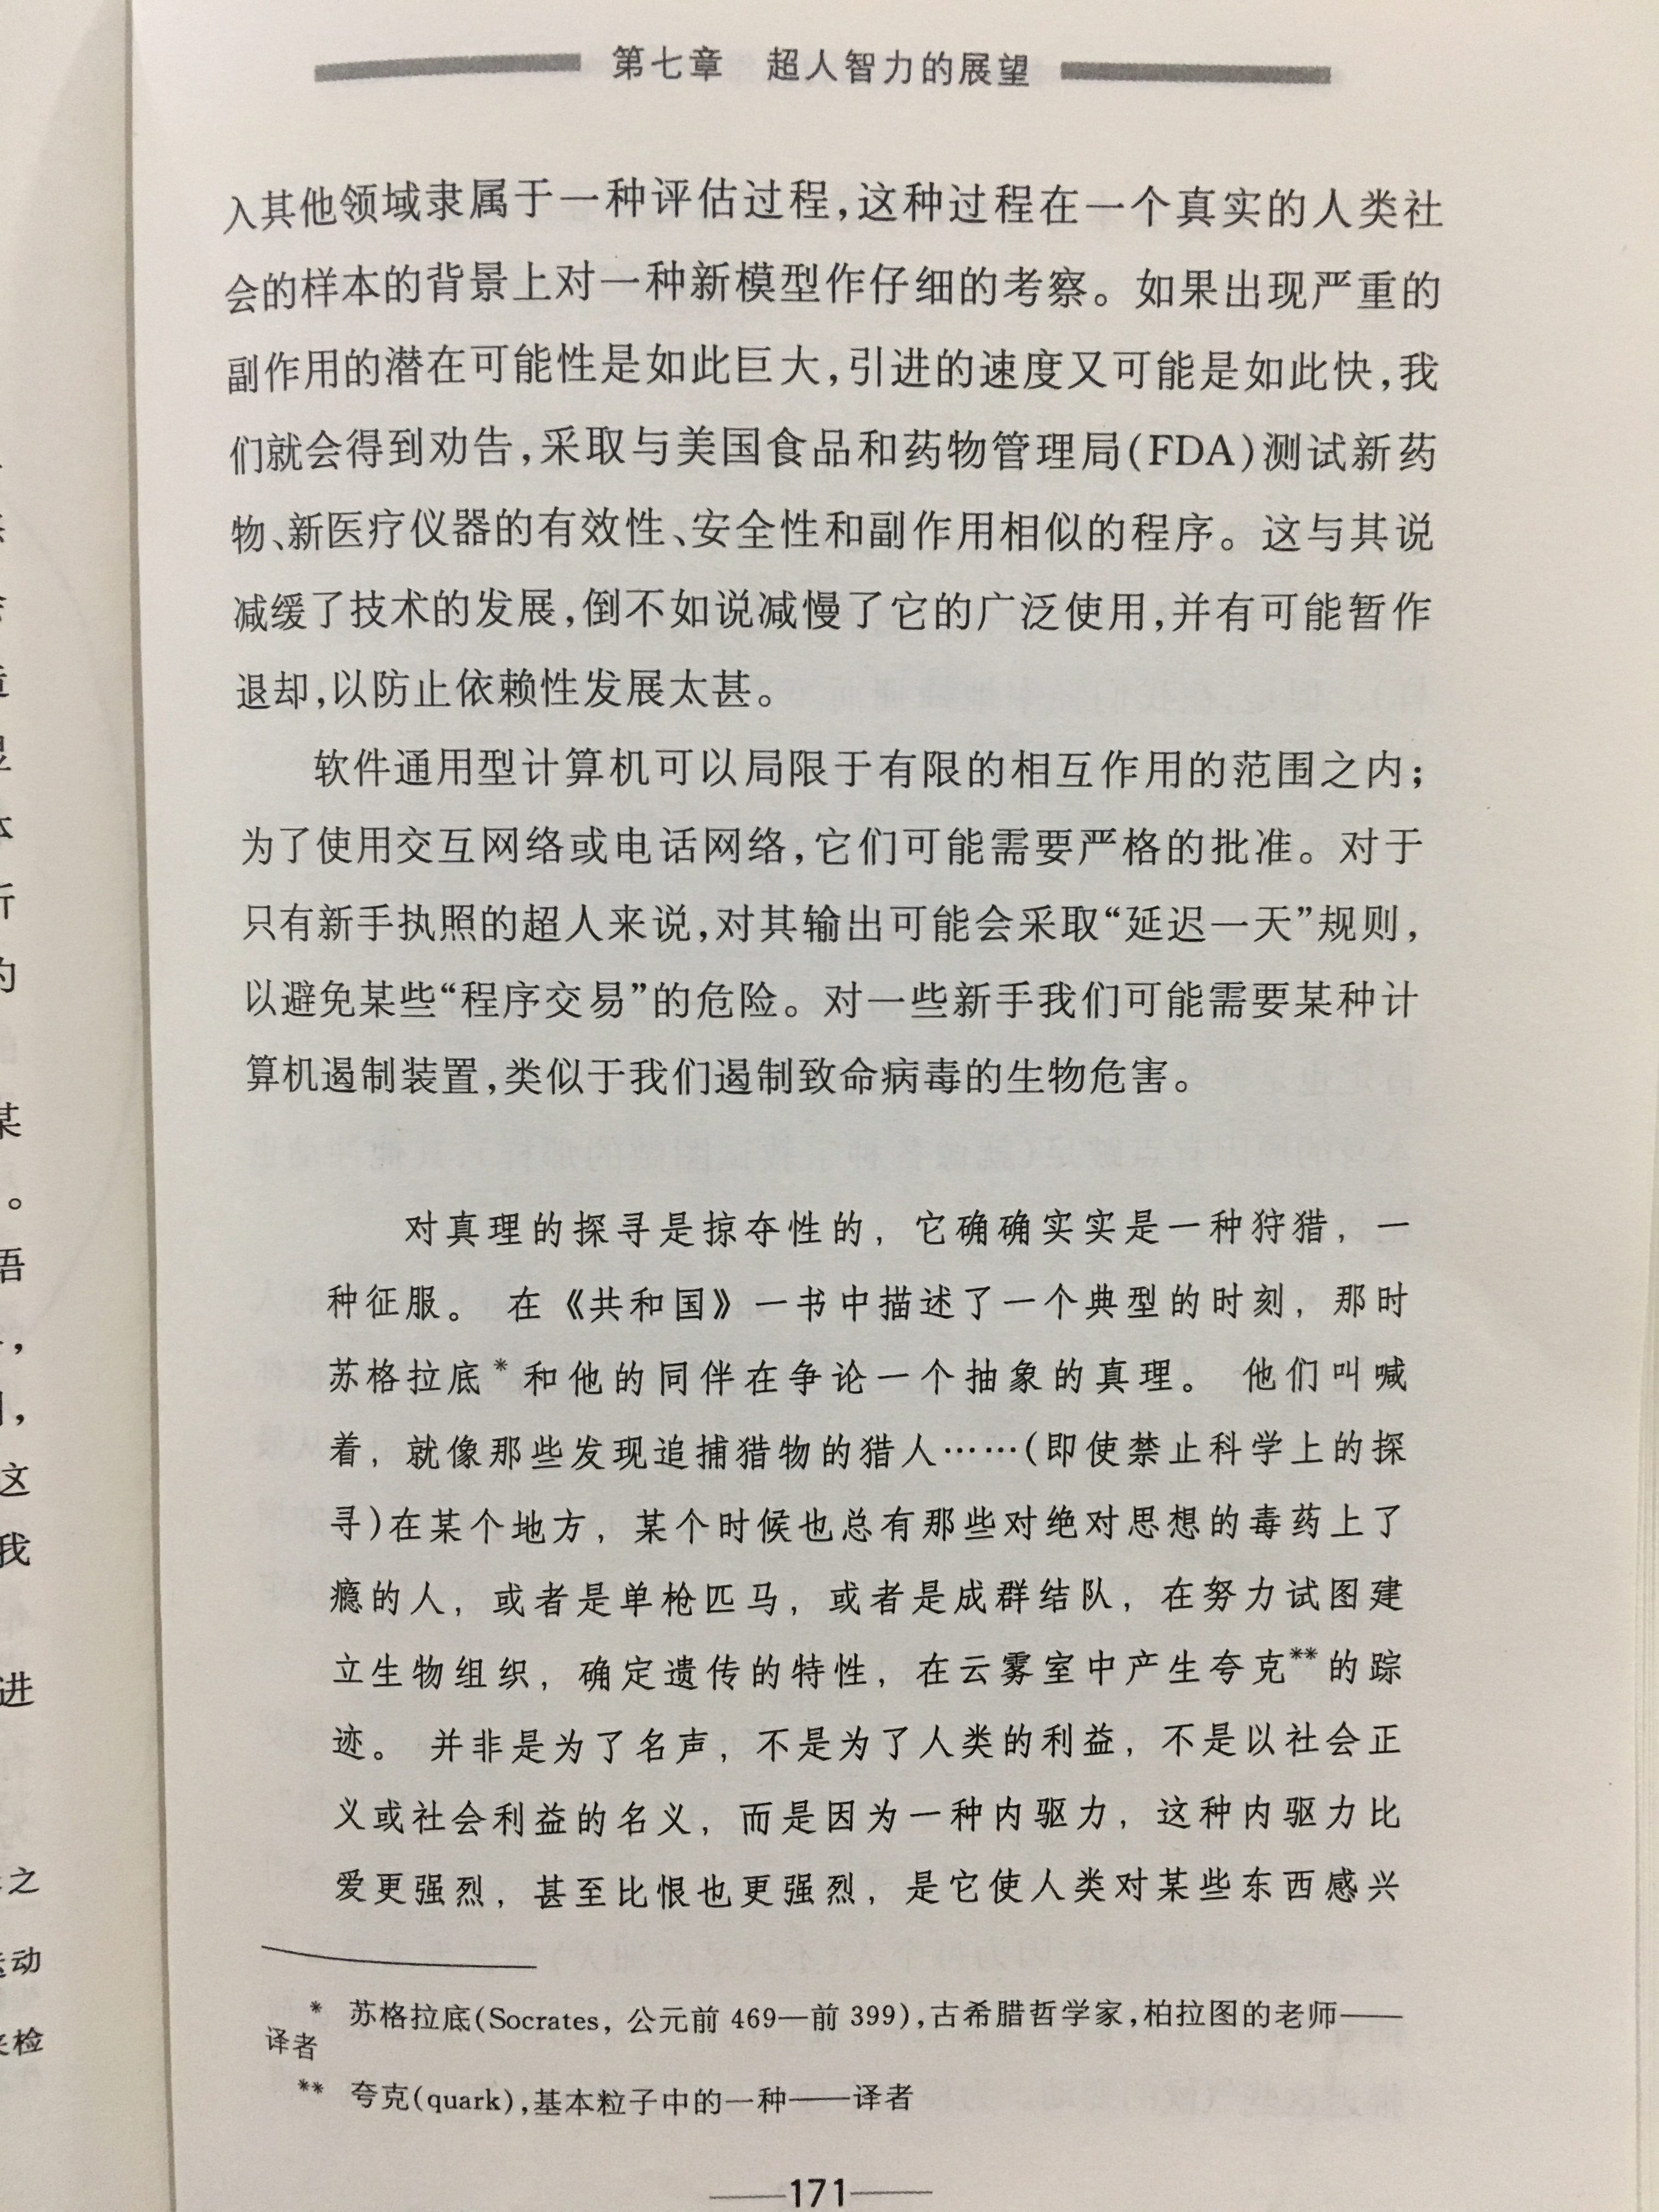 第七章 超人智力的展望
入其他领域隶属于一种评估过程,这种过程在一个真实的人类社
会的样本的背景上对一种新模型作仔细的考察。如果出现严重的
副作用的潜在可能性是如此巨大,引进的速度又可能是如此快,我
们就会得到劝告,采取与美国食品和药物管理局(FDA)测试新药
物、新医疗仪器的有效性、安全性和副作用相似的程序。这与其说
减缓了技术的发展,倒不如说减慢了它的广泛使用,并有可能暂作
退却,以防止依赖性发展太甚。
软件通用型计算机可以局限于有限的相互作用的范围之内;
为了使用交互网络或电话网络,它们可能需要严格的批准。对于
只有新手执照的超人来说,对其输出可能会采取“延迟一天”规则,
以避免某些“程序交易”的危险。对一些新手我们可能需要某种计
算机遏制装置,类似于我们遏制致命病毒的生物危害。
对真理的探寻是掠夺性的，它确确实实是一种狩猎，一
种征服。 在《共和国》一书中描述了一个典型的时刻，那时
苏格拉底*和他的同伴在争论一个抽象的真理。 他们叫喊
着，就像那些发现追捕猎物的猎人……(即使禁止科学上的探
寻)在某个地方，某个时候也总有那些对绝对思想的毒药上了
瘾的人，或者是单枪匹马，或者是成群结队，在努力试图建
立生物组织，确定遗传的特性，在云雾室中产生夸克**的踪
迹。 并非是为了名声，不是为了人类的利益，不是以社会正
义或社会利益的名义，而是因为一种内驱力，这种内驱力比
爱更强烈，甚至比恨也更强烈，是它使人类对某些东西感兴
* 苏格拉底(Socrates, 公元前 469—前 399),古希腊哲学家,柏拉图的老师——
译者
** 夸克(quark),基本粒子中的一种——译者
——171——